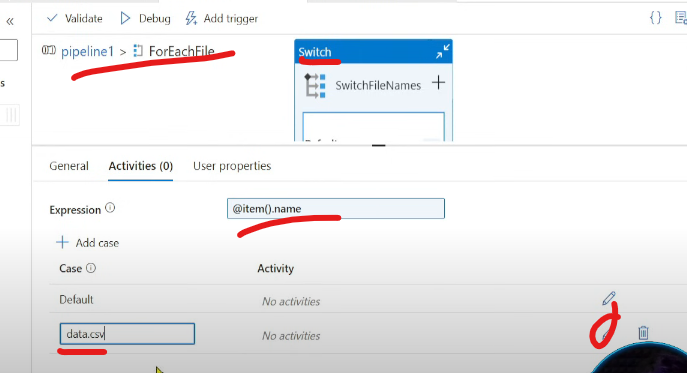 Validate Debug Add trigger
pipeline1 > ForEachFile
Switch
SwitchFileNames
General Activities (0) User properties
Expression @item().name
Add case
Case Activity
Default No activities
data.csv No activities